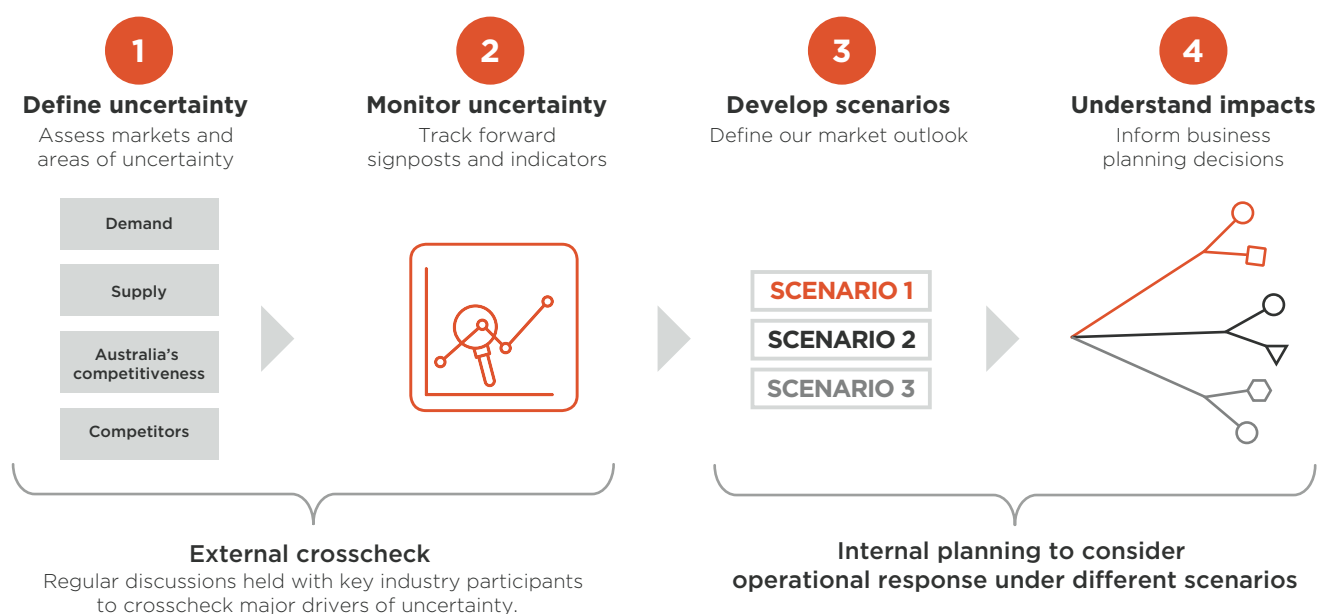 1
Define uncertainty
Assess markets and
areas of uncertainty
Demand
Supply
Australia's
competitiveness
Competitors
2
Monitor uncertainty
Track forward
signposts and indicators
External crosscheck
Regular discussions held with key industry participants
to crosscheck major drivers of uncertainty.
3
Develop scenarios
Define our market outlook
SCENARIO 1
SCENARIO 2
SCENARIO 3
4
Understand impacts
Inform business
planning decisions
Internal planning to consider
operational response under different scenarios